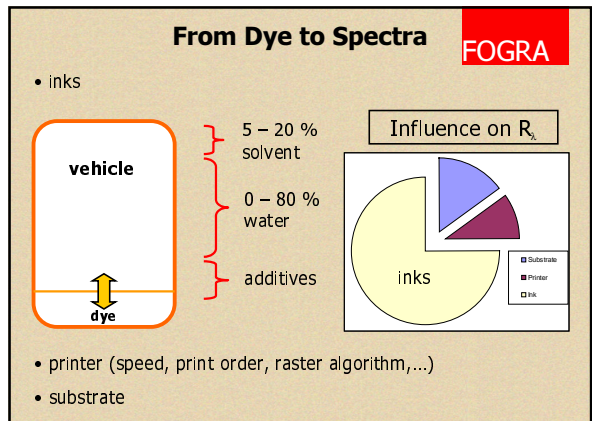 From Dye to Spectra
FOGRA
• inks
vehicle
dye
5 – 20 %
solvent
0 – 80 %
water
additives
Influence on Rλ
inks
Substrate
Printer
Ink
• printer (speed, print order, raster algorithm,…)
• substrate